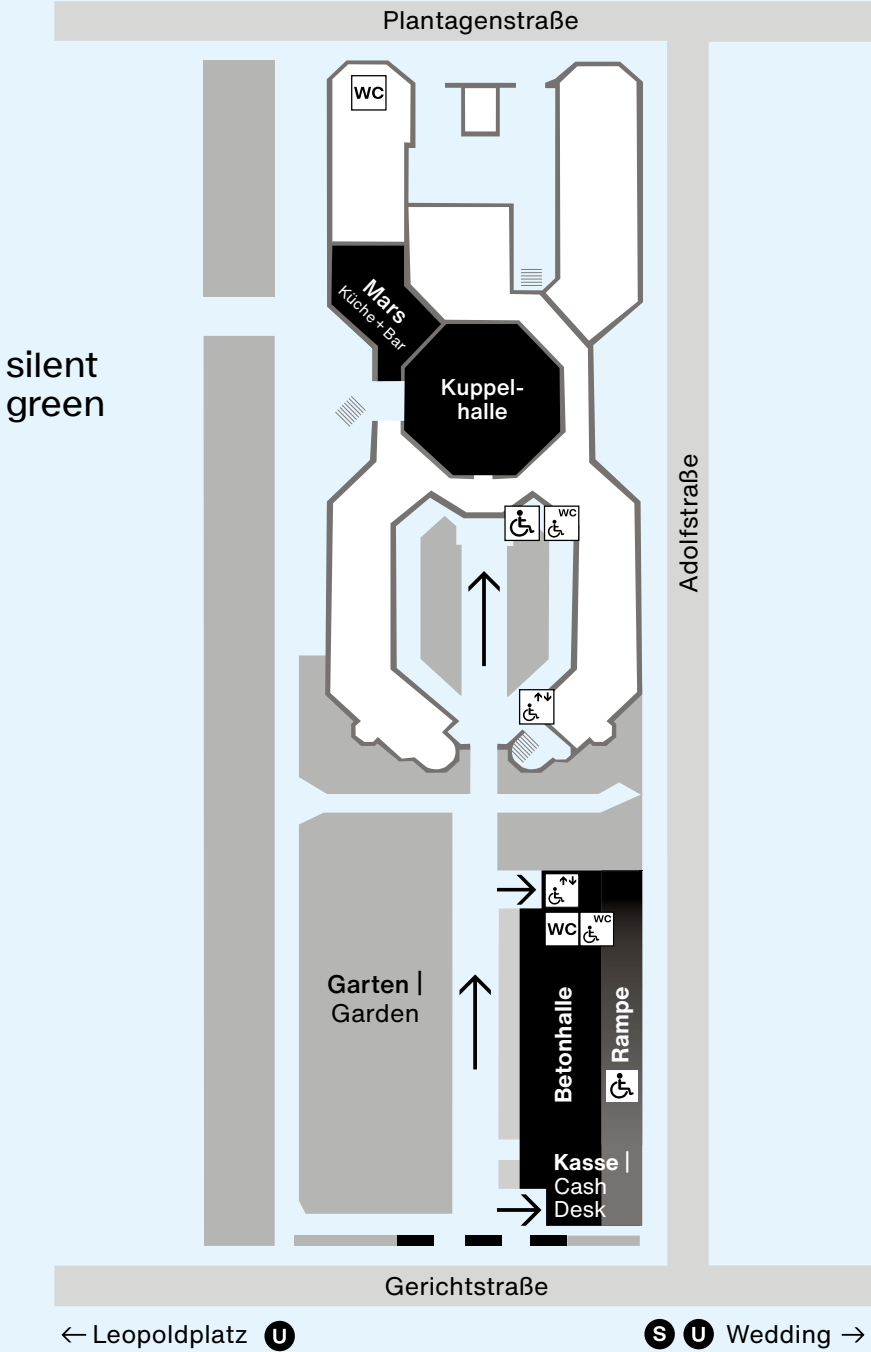 Plantagenstraße
WC
Mars
Küche + Bar
silent
green
Kuppel-
halle
Adolfstraße
WC
WC
WC
Garten |
Garden
Betonhalle
Rampe
Kasse |
Cash
Desk
Gerichtstraße
← Leopoldplatz U
S U Wedding →